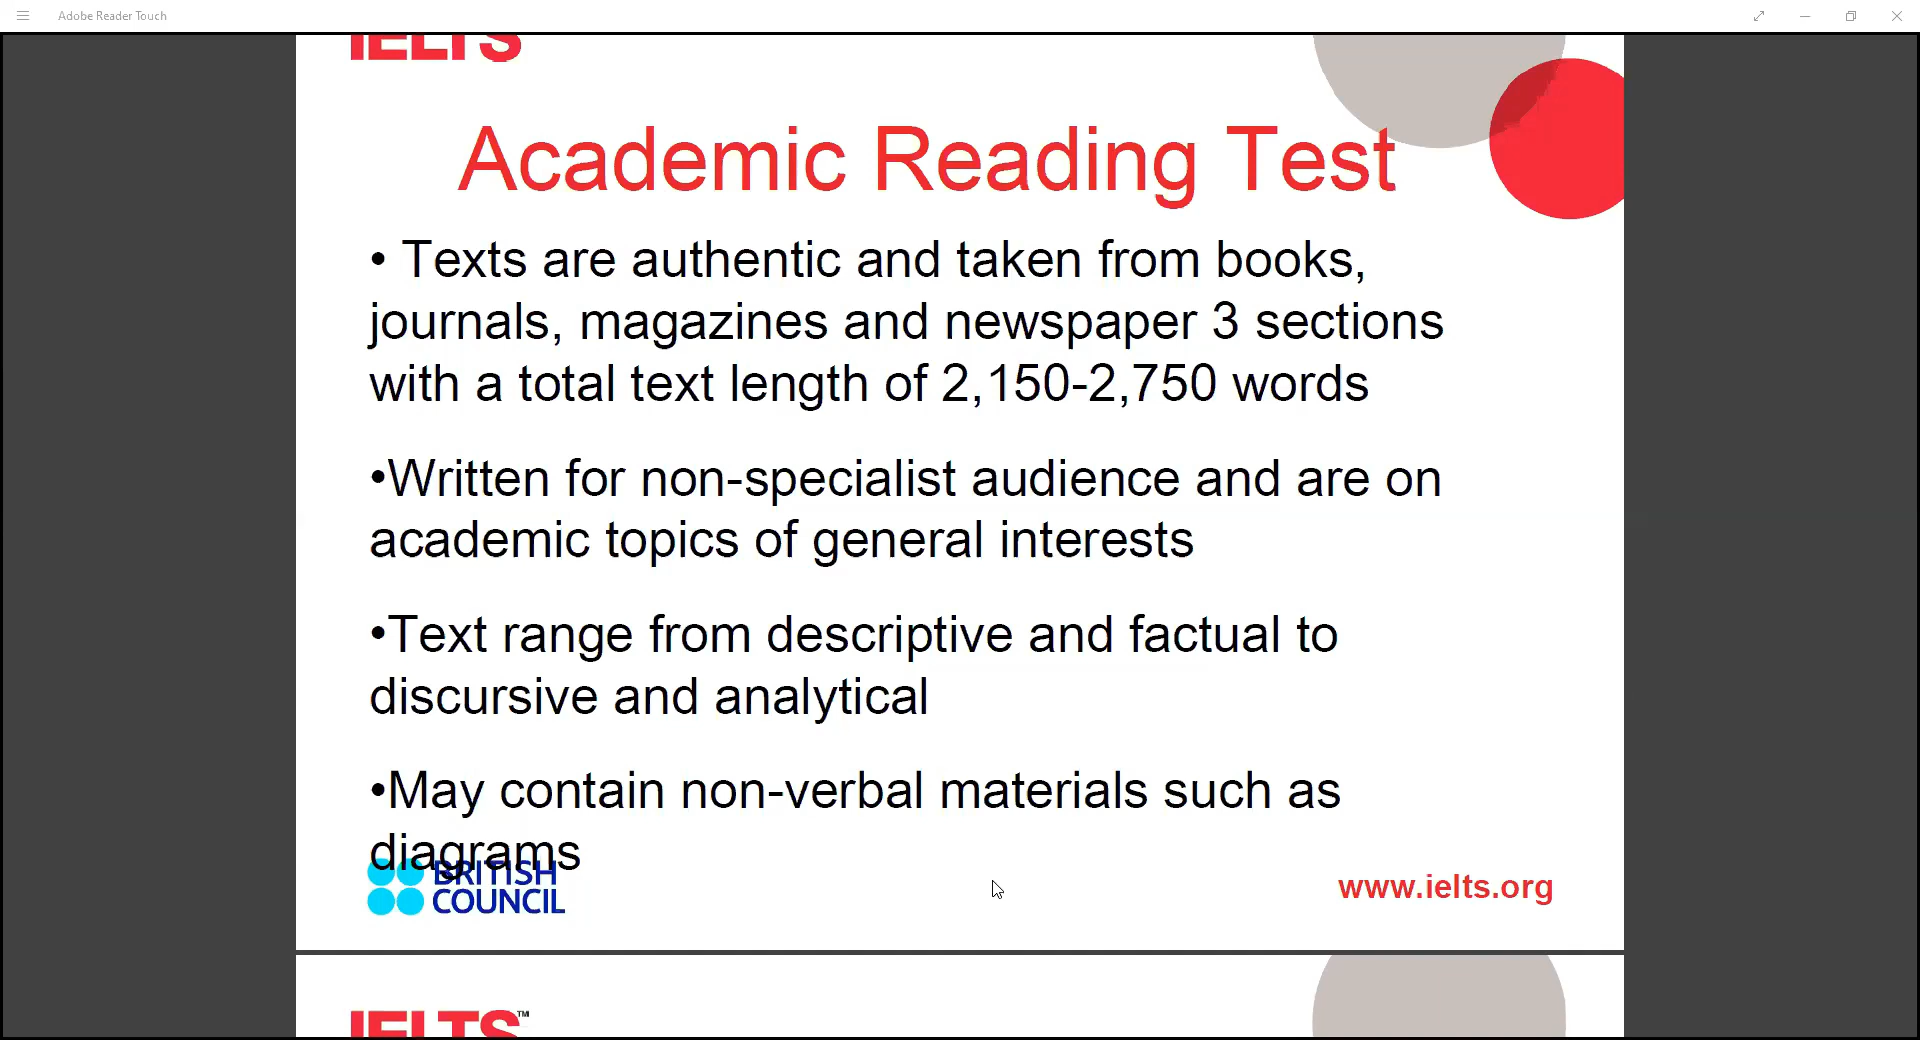 Adobe Reader Touch
IELTS
Academic Reading Test
• Texts are authentic and taken from books,
journals, magazines and newspaper 3 sections
with a total text length of 2,150-2,750 words
•Written for non-specialist audience and are on
academic topics of general interests
•Text range from descriptive and factual to
discursive and analytical
•May contain non-verbal materials such as
diagrams
BRITISH
COUNCIL
www.ielts.org
IELTS™